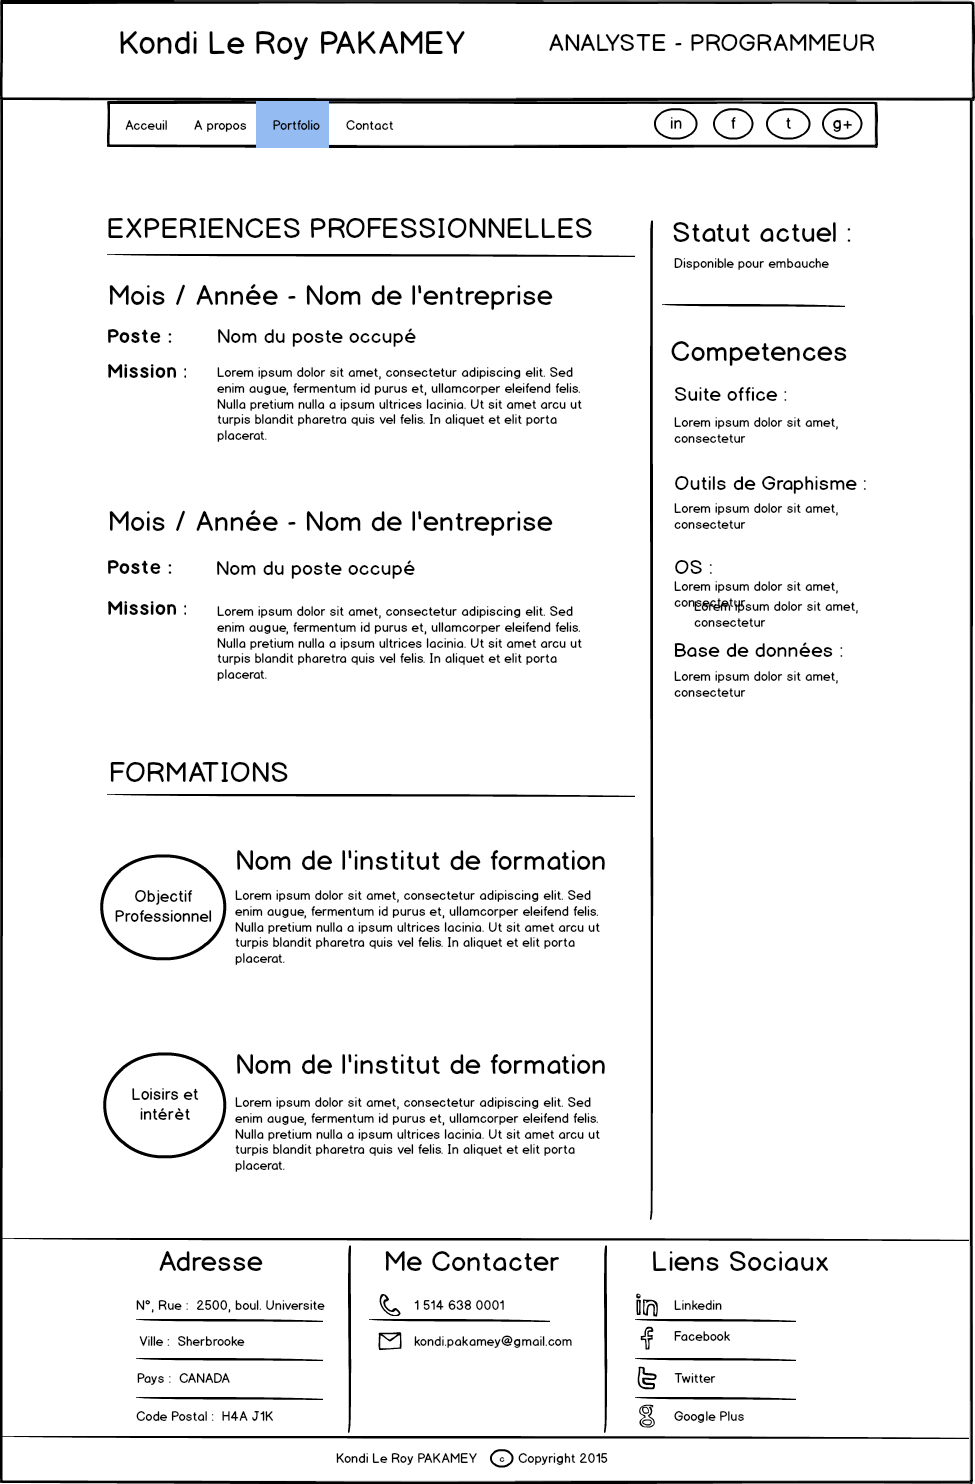 Kondi Le Roy PAKAMEY
ANALYSTE - PROGRAMMEUR
Acceuil
A propos
Portfolio
Contact
in
f
t
g+
EXPERIENCES PROFESSIONNELLES
Mois / Année - Nom de l'entreprise
Poste : Nom du poste occupé
Mission : Lorem ipsum dolor sit amet, consectetur adipiscing elit. Sed
enim augue, fermentum id purus et, ullamcorper eleifend felis.
Nulla pretium nulla a ipsum ultrices lacinia. Ut sit amet arcu ut
turpis blandit pharetra quis vel felis. In aliquet et elit porta
placerat.
Mois / Année - Nom de l'entreprise
Poste : Nom du poste occupé
Mission : Lorem ipsum dolor sit amet, consectetur adipiscing elit. Sed
enim augue, fermentum id purus et, ullamcorper eleifend felis.
Nulla pretium nulla a ipsum ultrices lacinia. Ut sit amet arcu ut
turpis blandit pharetra quis vel felis. In aliquet et elit porta
placerat.
FORMATIONS
Objectif
Professionnel
Nom de l'institut de formation
Lorem ipsum dolor sit amet, consectetur adipiscing elit. Sed
enim augue, fermentum id purus et, ullamcorper eleifend felis.
Nulla pretium nulla a ipsum ultrices lacinia. Ut sit amet arcu ut
turpis blandit pharetra quis vel felis. In aliquet et elit porta
placerat.
Loisirs et
intérèt
Nom de l'institut de formation
Lorem ipsum dolor sit amet, consectetur adipiscing elit. Sed
enim augue, fermentum id purus et, ullamcorper eleifend felis.
Nulla pretium nulla a ipsum ultrices lacinia. Ut sit amet arcu ut
turpis blandit pharetra quis vel felis. In aliquet et elit porta
placerat.
Statut actuel :
Disponible pour embauche
Competences
Suite office :
Lorem ipsum dolor sit amet,
consectetur
Outils de Graphisme :
Lorem ipsum dolor sit amet,
consectetur
OS :
Lorem ipsum dolor sit amet,
consectetur
Lorem ipsum dolor sit amet,
consectetur
Base de données :
Lorem ipsum dolor sit amet,
consectetur
Adresse
N°, Rue : 2500, boul. Universite
Ville : Sherbrooke
Pays : CANADA
Code Postal : H4A J1K
Me Contacter
1 514 638 0001
kondi.pakamey@gmail.com
Liens Sociaux
in Linkedin
f Facebook
t Twitter
g Google Plus
Kondi Le Roy PAKAMEY c Copyright 2015